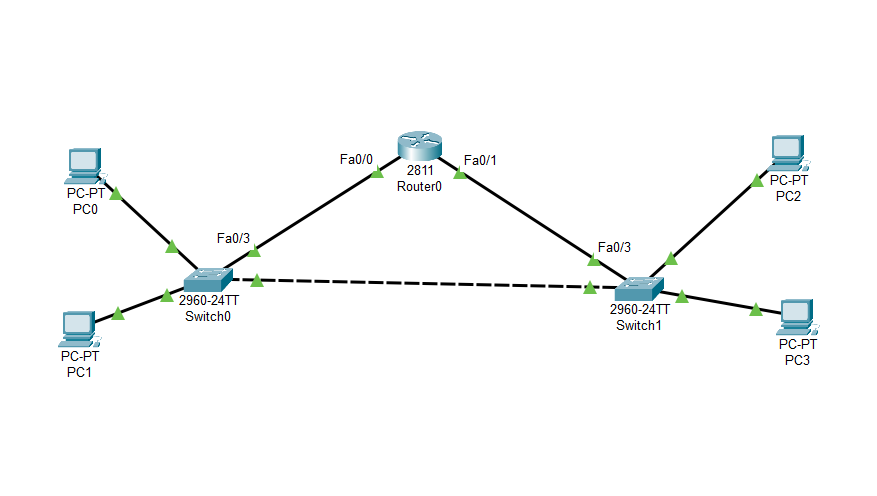 Fa0/0
Fa0/1
2811
Router0
PC-PT
PC0
PC-PT
PC2
Fa0/3
Fa0/3
2960-24TT
Switch0
2960-24TT
Switch1
PC-PT
PC1
PC-PT
PC3